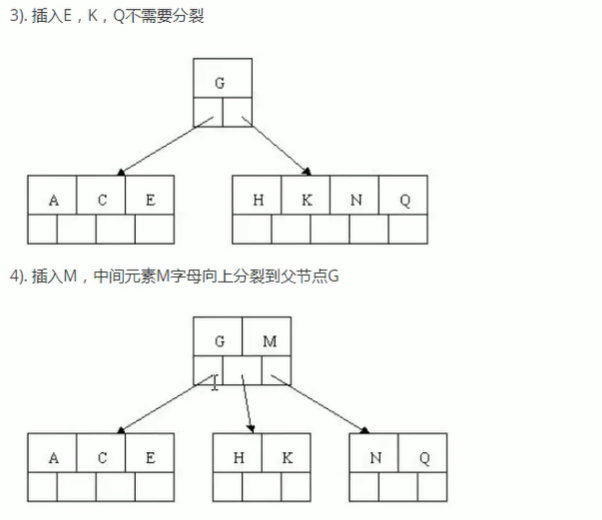 3). 插入E，K，Q不需要分裂
G
A C E H K N Q
4). 插入M，中间元素M字母向上分裂到父节点G
G M
A C E H K N Q